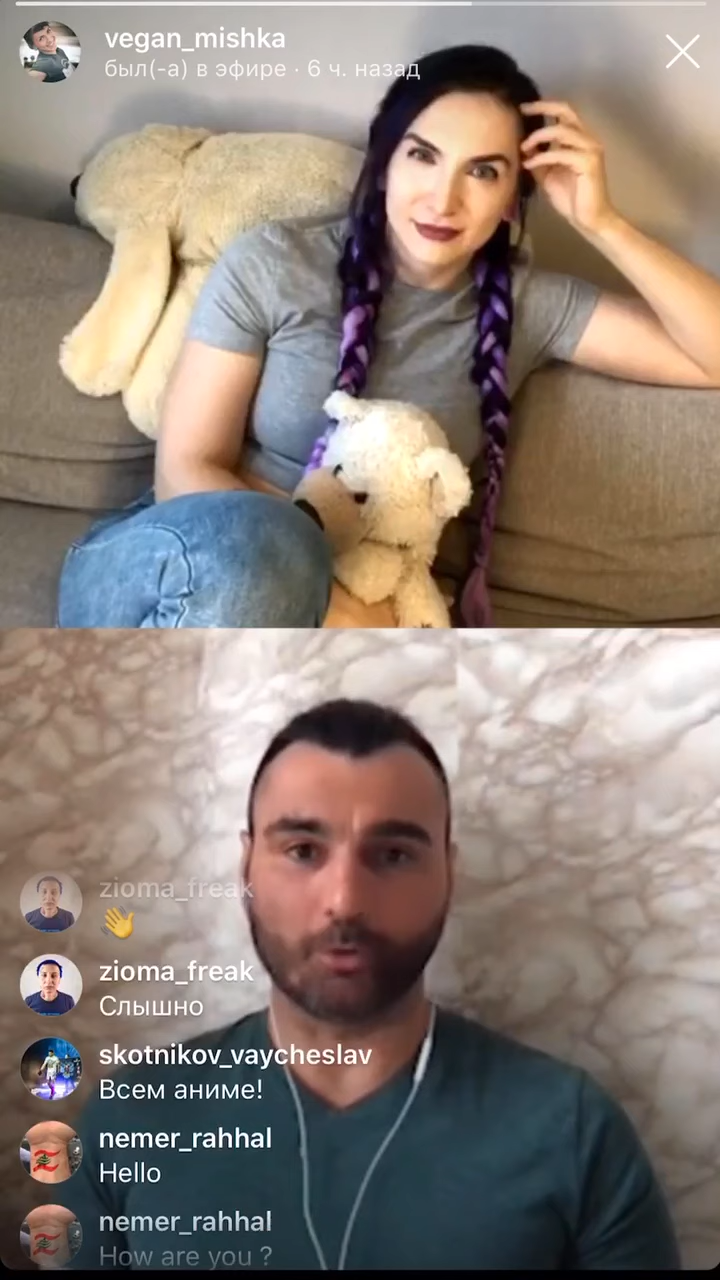 vegan_mishka
был(-а) в эфире · 6 ч. назад
zioma_freak
👋
zioma_freak
Слышно
skotnikov_vaycheslav
Всем аниме!
nemer_rahhal
Hello
nemer_rahhal
How are you ?